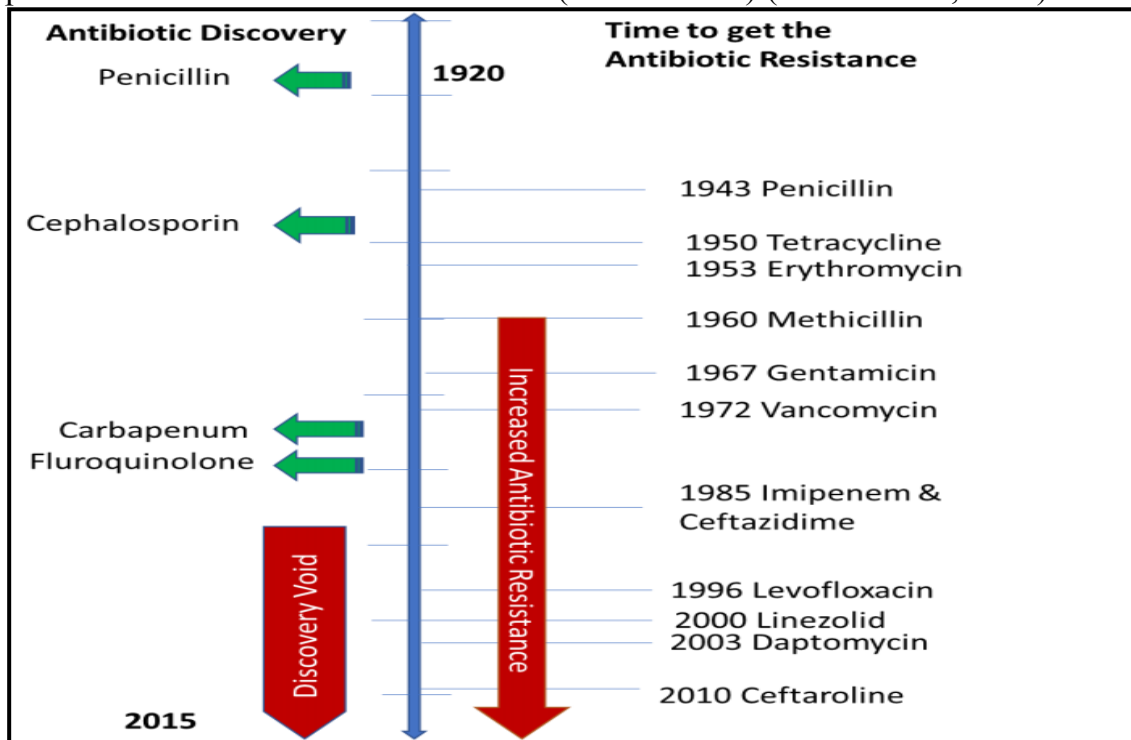 Antibiotic Discovery
Penicillin
Cephalosporin
Carbapenum
Fluroquinolone
Discovery Void
2015
1920
Time to get the
Antibiotic Resistance
1943 Penicillin
1950 Tetracycline
1953 Erythromycin
1960 Methicillin
1967 Gentamicin
1972 Vancomycin
1985 Imipenem &
Ceftazidime
1996 Levofloxacin
2000 Linezolid
2003 Daptomycin
2010 Ceftaroline
Increased Antibiotic Resistance